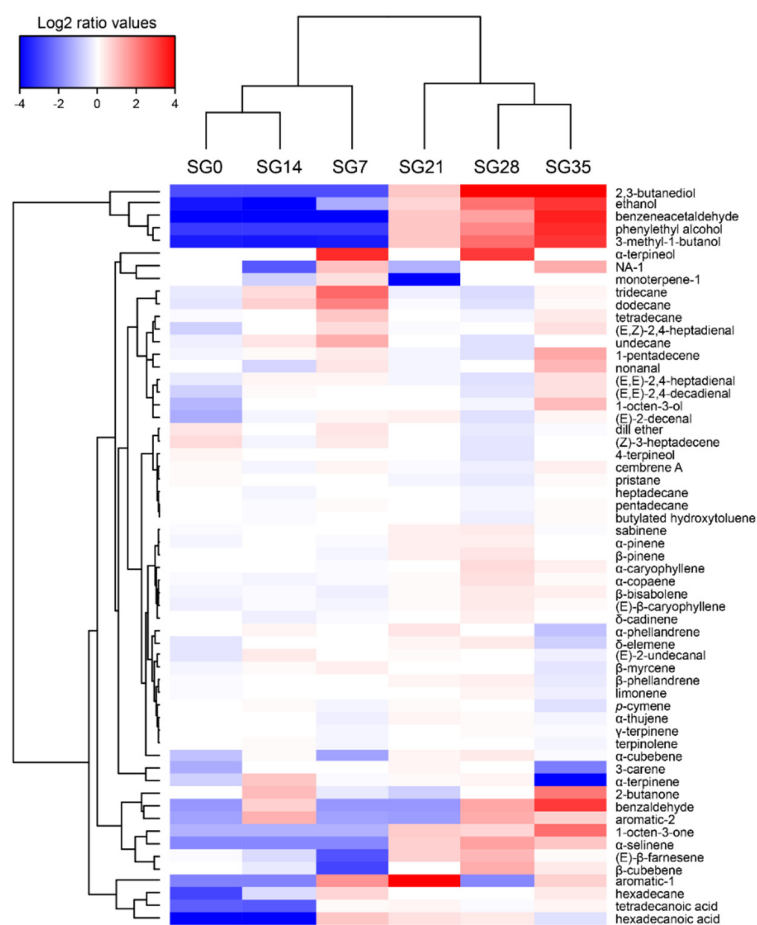 Log2 ratio values
-4 -2 0 2 4
SG0 SG14 SG7 SG21 SG28 SG35
2,3-butanediol
ethanol
benzeneacetaldehyde
phenylethyl alcohol
3-methyl-1-butanol
α-terpineol
NA-1
monoterpene-1
tridecane
dodecane
tetradecane
(E,Z)-2,4-heptadienal
undecane
1-pentadecene
nonanal
(E,E)-2,4-heptadienal
(E,E)-2,4-decadienal
1-octen-3-ol
(E)-2-decenal
dill ether
(Z)-3-heptadecene
4-terpineol
cembrene A
pristane
heptadecane
pentadecane
butylated hydroxytoluene
sabinene
α-pinene
β-pinene
α-caryophyllene
α-copaene
β-bisabolene
(E)-β-caryophyllene
δ-cadinene
α-phellandrene
δ-elemene
(E)-2-undecanal
β-myrcene
β-phellandrene
limonene
p-cymene
α-thujene
γ-terpinene
terpinolene
α-cubebene
3-carene
α-terpinene
2-butanone
benzaldehyde
aromatic-2
1-octen-3-one
α-selinene
(E)-β-farnesene
β-cubebene
aromatic-1
hexadecane
tetradecanoic acid
hexadecanoic acid